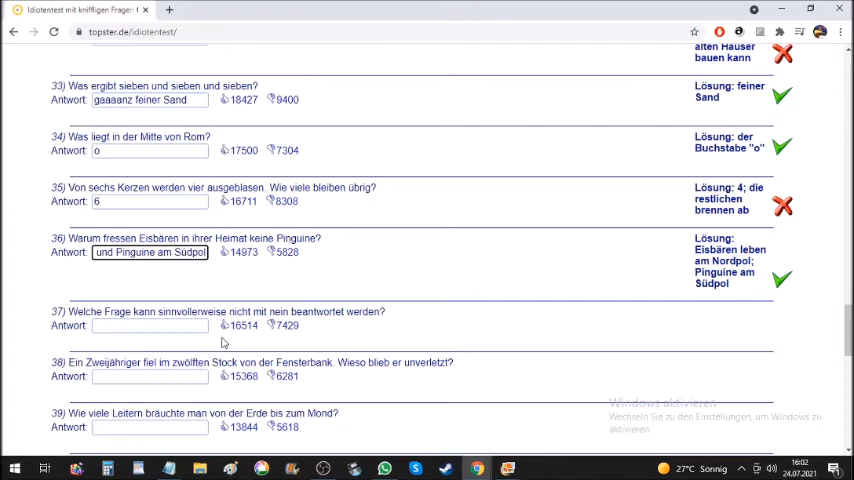 Idiotentest mit kniffligen Fragen
topster.de/idiotentest/
alten Häuser
bauen kann
33) Was ergibt sieben und sieben und sieben?
Antwort: gaaaanz feiner Sand 18427 9400
Lösung: feiner
Sand
34) Was liegt in der Mitte von Rom?
Antwort: o 17500 7304
Lösung: der
Buchstabe "o"
35) Von sechs Kerzen werden vier ausgeblasen. Wie viele bleiben übrig?
Antwort: 6 16711 8308
Lösung: 4; die
restlichen
brennen ab
36) Warum fressen Eisbären in ihrer Heimat keine Pinguine?
Antwort: und Pinguine am Südpol 14973 5828
Lösung:
Eisbären leben
am Nordpol;
Pinguine am
Südpol
37) Welche Frage kann sinnvollerweise nicht mit nein beantwortet werden?
Antwort: 16514 7429
38) Ein Zweijähriger fiel im zwölften Stock von der Fensterbank. Wieso blieb er unverletzt?
Antwort: 15368 6281
39) Wie viele Leitern bräuchte man von der Erde bis zum Mond?
Antwort: 13844 5618
Windows aktivieren
Wechseln Sie zu den Einstellungen, um Windows zu
aktivieren.
27°C Sonnig
16:02
24.07.2021